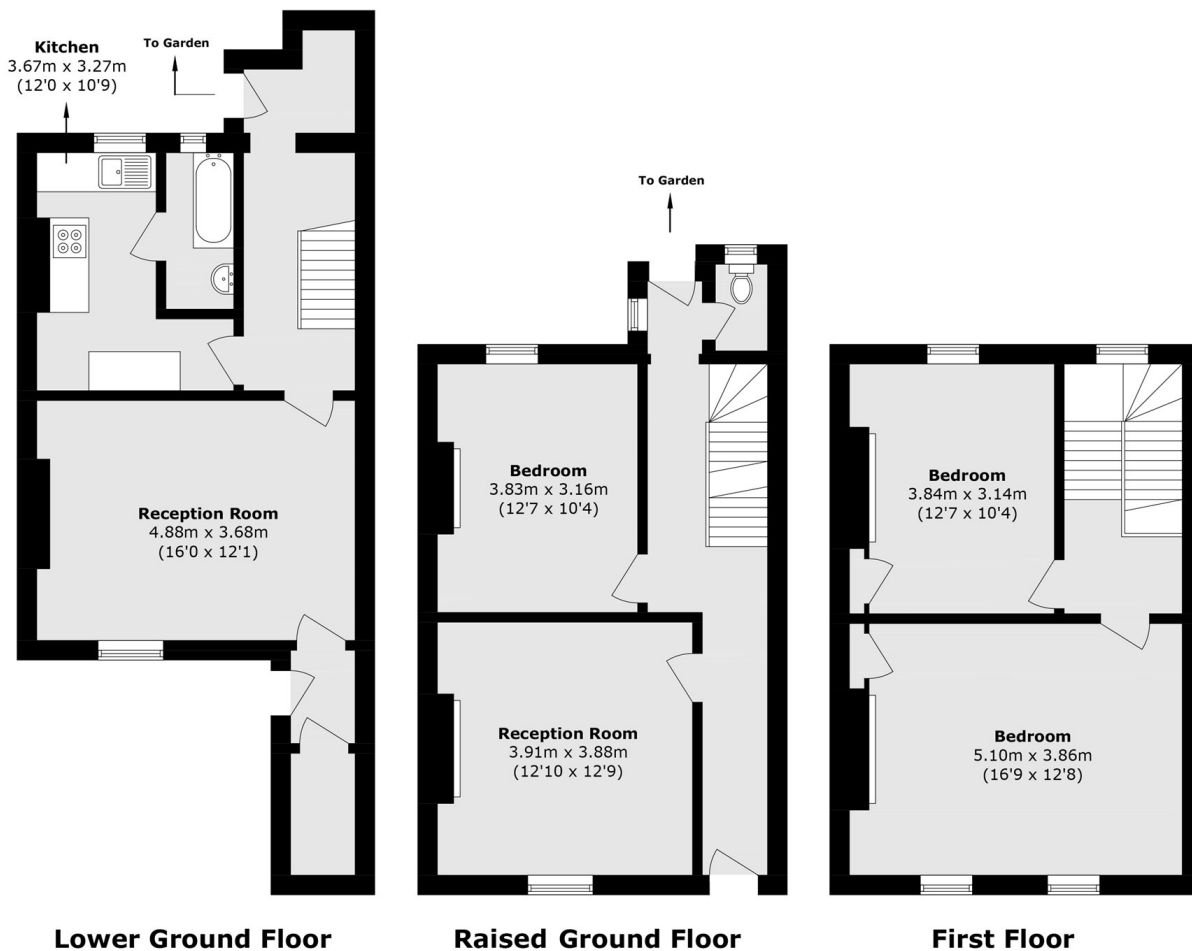 Kitchen
3.67m x 3.27m
(12'0 x 10'9)
To Garden
Reception Room
4.88m x 3.68m
(16'0 x 12'1)
Lower Ground Floor
To Garden
Bedroom
3.83m x 3.16m
(12'7 x 10'4)
Reception Room
3.91m x 3.88m
(12'10 x 12'9)
Raised Ground Floor
Bedroom
3.84m x 3.14m
(12'7 x 10'4)
Bedroom
5.10m x 3.86m
(16'9 x 12'8)
First Floor